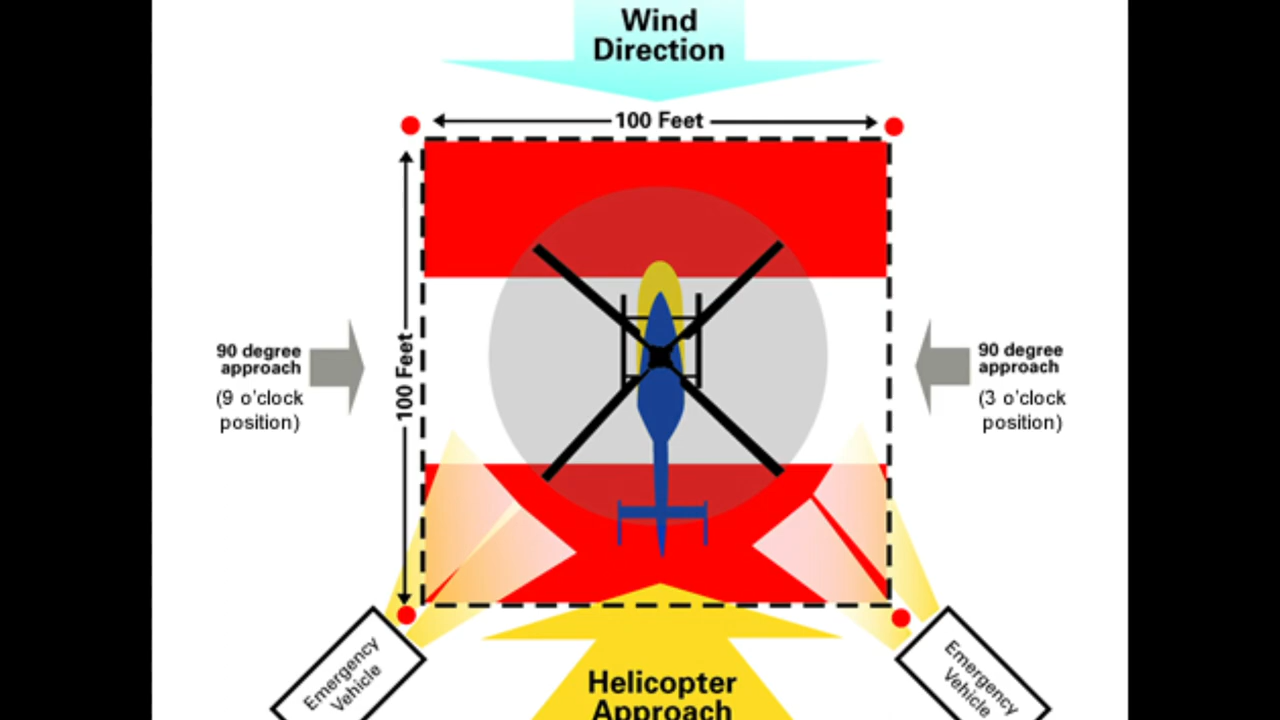 Wind
Direction
100 Feet
100 Feet
90 degree
approach
(9 o'clock
position)
90 degree
approach
(3 o'clock
position)
Emergency
Vehicle
Emergency
Vehicle
Helicopter
Approach